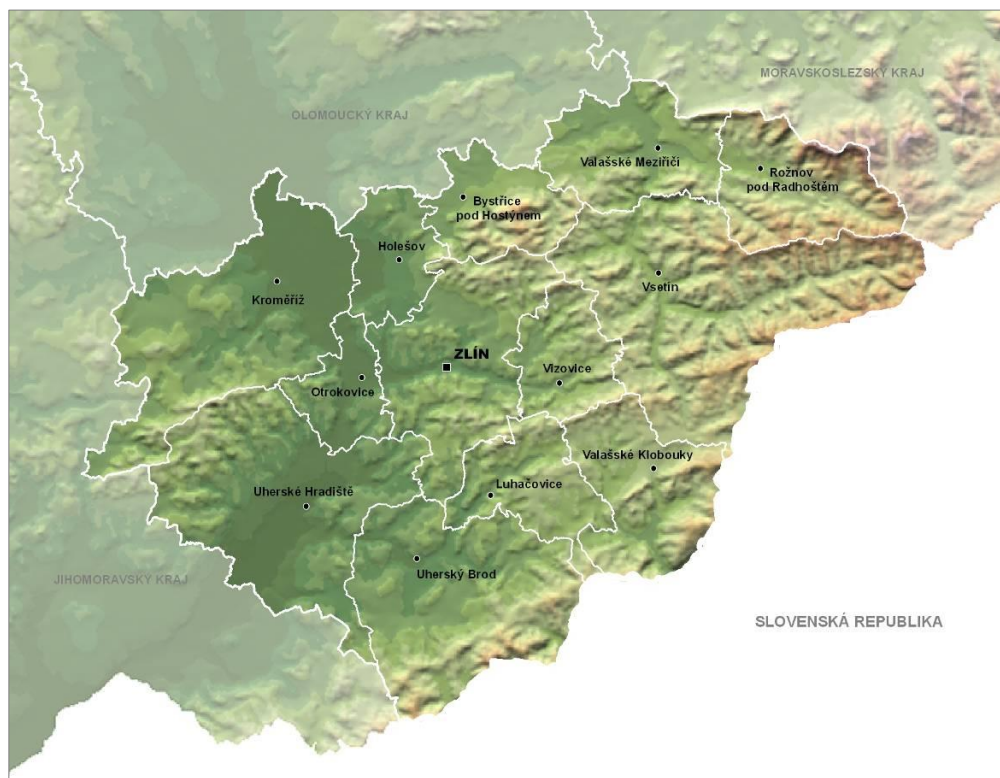 MORAVSKOSLEZSKÝ KRAJ
OLOMOUCKÝ KRAJ
Valašské Meziříčí
Rožnov
pod Radhoštěm
Bystřice
pod Hostýnem
Holešov
Kroměříž
Vsetín
ZLÍN
Vizovice
Otrokovice
Valašské Klobouky
Luhačovice
Uherské Hradiště
Uherský Brod
JIHOMORAVSKÝ KRAJ
SLOVENSKÁ REPUBLIKA